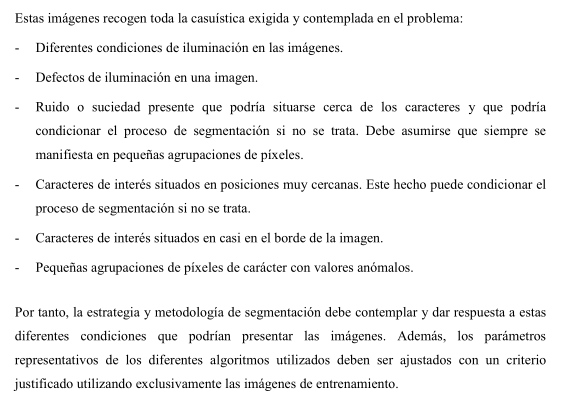 Estas imágenes recogen toda la casuística exigida y contemplada en el problema:
- Diferentes condiciones de iluminación en las imágenes.
- Defectos de iluminación en una imagen.
- Ruido o suciedad presente que podría situarse cerca de los caracteres y que podría
condicionar el proceso de segmentación si no se trata. Debe asumirse que siempre se
manifiesta en pequeñas agrupaciones de píxeles.
- Caracteres de interés situados en posiciones muy cercanas. Este hecho puede condicionar el
proceso de segmentación si no se trata.
- Caracteres de interés situados en casi en el borde de la imagen.
- Pequeñas agrupaciones de píxeles de carácter con valores anómalos.
Por tanto, la estrategia y metodología de segmentación debe contemplar y dar respuesta a estas
diferentes condiciones que podrían presentar las imágenes. Además, los parámetros
representativos de los diferentes algoritmos utilizados deben ser ajustados con un criterio
justificado utilizando exclusivamente las imágenes de entrenamiento.